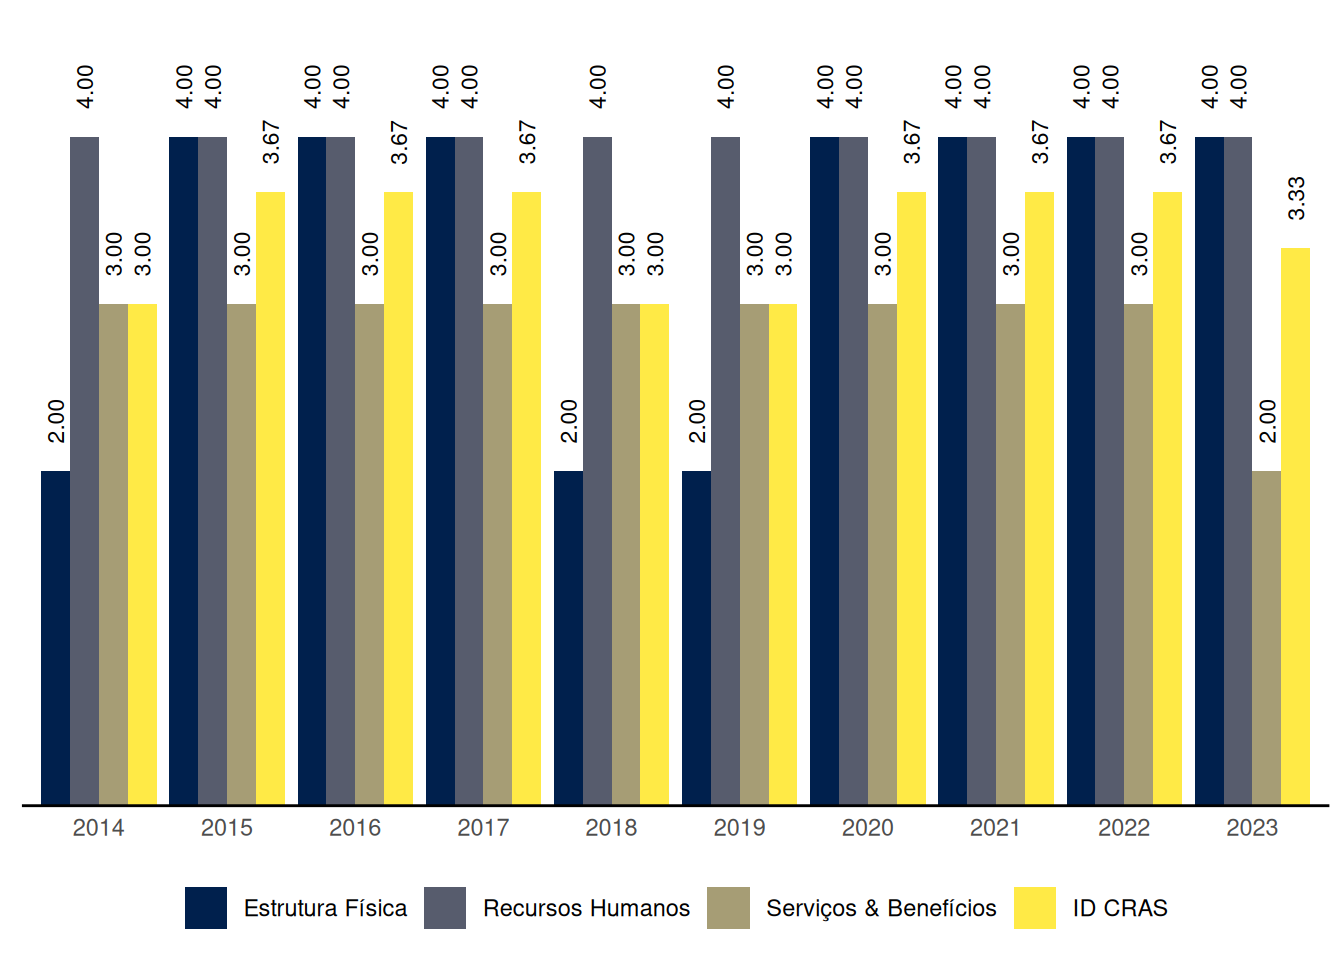 4.00 4.00 4.00 4.00 4.00 4.00 4.00 4.00 4.00 4.00 4.00 4.00 4.00 4.00 4.00 4.00 4.00
3.67 3.67 3.67 3.67 3.67 3.67
3.33
3.00 3.00 3.00 3.00 3.00 3.00 3.00 3.00 3.00 3.00 3.00 3.00
2.00 2.00 2.00 2.00
2014 2015 2016 2017 2018 2019 2020 2021 2022 2023
Estrutura Física Recursos Humanos Serviços & Benefícios ID CRAS